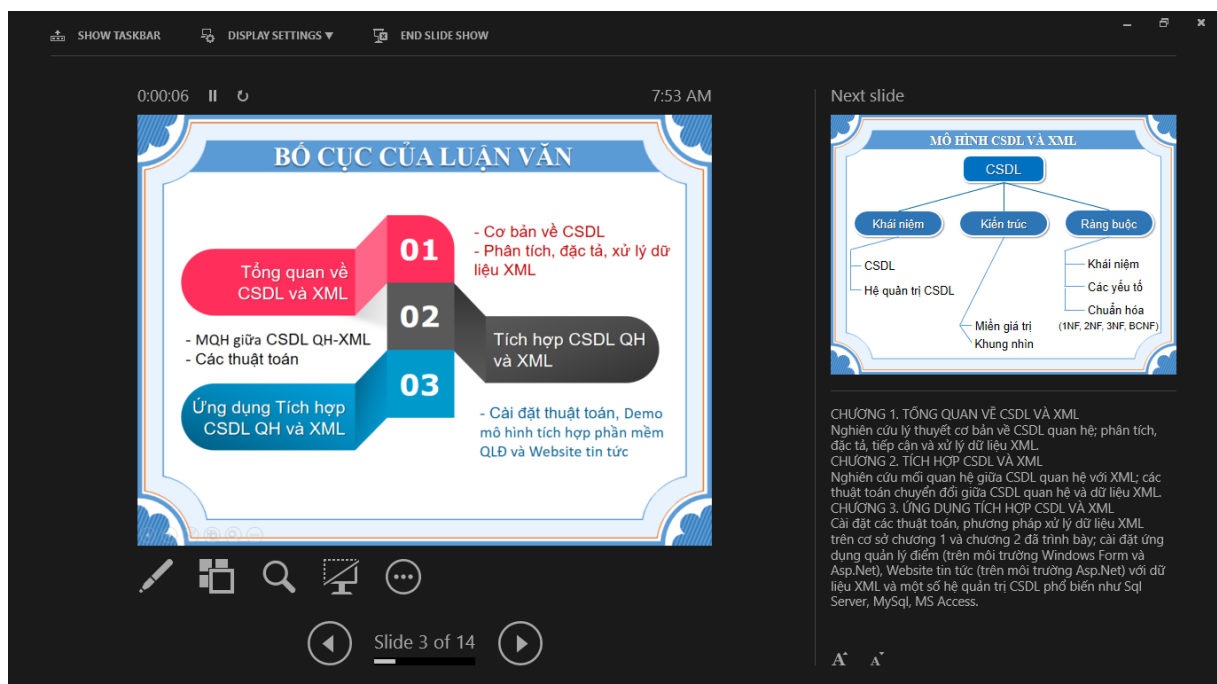 SHOW TASKBAR
DISPLAY SETTINGS ▼
END SLIDE SHOW
0:00:06
7:53 AM
BỐ CỤC CỦA LUẬN VĂN
01
Tổng quan về
CSDL và XML
- Cơ bản về CSDL
- Phân tích, đặc tả, xử lý dữ
liệu XML
02
- MQH giữa CSDL QH-XML
- Các thuật toán
Tích hợp CSDL QH
và XML
03
Ứng dụng Tích hợp
CSDL QH và XML
- Cài đặt thuật toán, Demo
mô hình tích hợp phần mềm
QLĐ và Website tin tức
Slide 3 of 14
Next slide
MÔ HÌNH CSDL VÀ XML
CSDL
Khái niệm
Kiến trúc
Ràng buộc
CSDL
Hệ quản trị CSDL
Miền giá trị
Khung nhìn
Khái niệm
Các yếu tố
Chuẩn hóa
(1NF, 2NF, 3NF, BCNF)
CHƯƠNG 1. TỔNG QUAN VỀ CSDL VÀ XML
Nghiên cứu lý thuyết cơ bản về CSDL quan hệ; phân tích,
đặc tả, tiếp cận và xử lý dữ liệu XML.
CHƯƠNG 2. TÍCH HỢP CSDL VÀ XML
Nghiên cứu mối quan hệ giữa CSDL quan hệ với XML; các
thuật toán chuyển đổi giữa CSDL quan hệ và dữ liệu XML.
CHƯƠNG 3. ỨNG DỤNG TÍCH HỢP CSDL VÀ XML
Cài đặt các thuật toán, phương pháp xử lý dữ liệu XML
trên cơ sở chương 1 và chương 2 đã trình bày; cài đặt ứng
dụng quản lý điểm (trên môi trường Windows Form và
Asp.Net), Website tin tức (trên môi trường Asp.Net) với dữ
liệu XML và một số hệ quản trị CSDL phổ biến như Sql
Server, MySql, MS Access.
A A